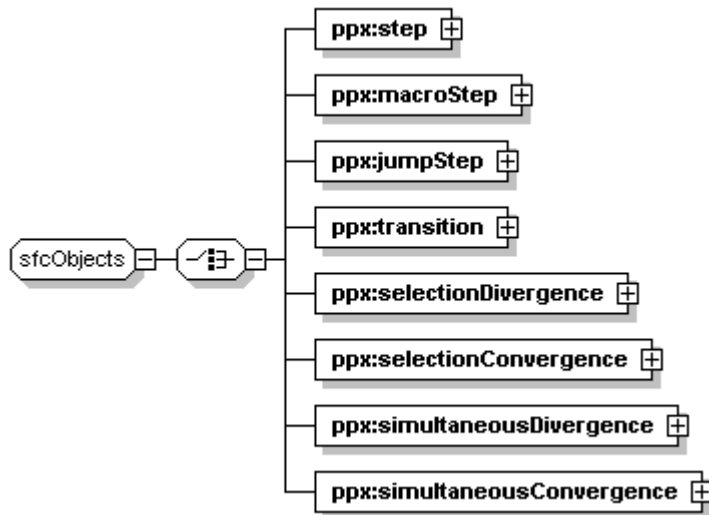 ppx:step
ppx:macroStep
ppx:jumpStep
ppx:transition
sfcObjects
ppx:selectionDivergence
ppx:selectionConvergence
ppx:simultaneousDivergence
ppx:simultaneousConvergence